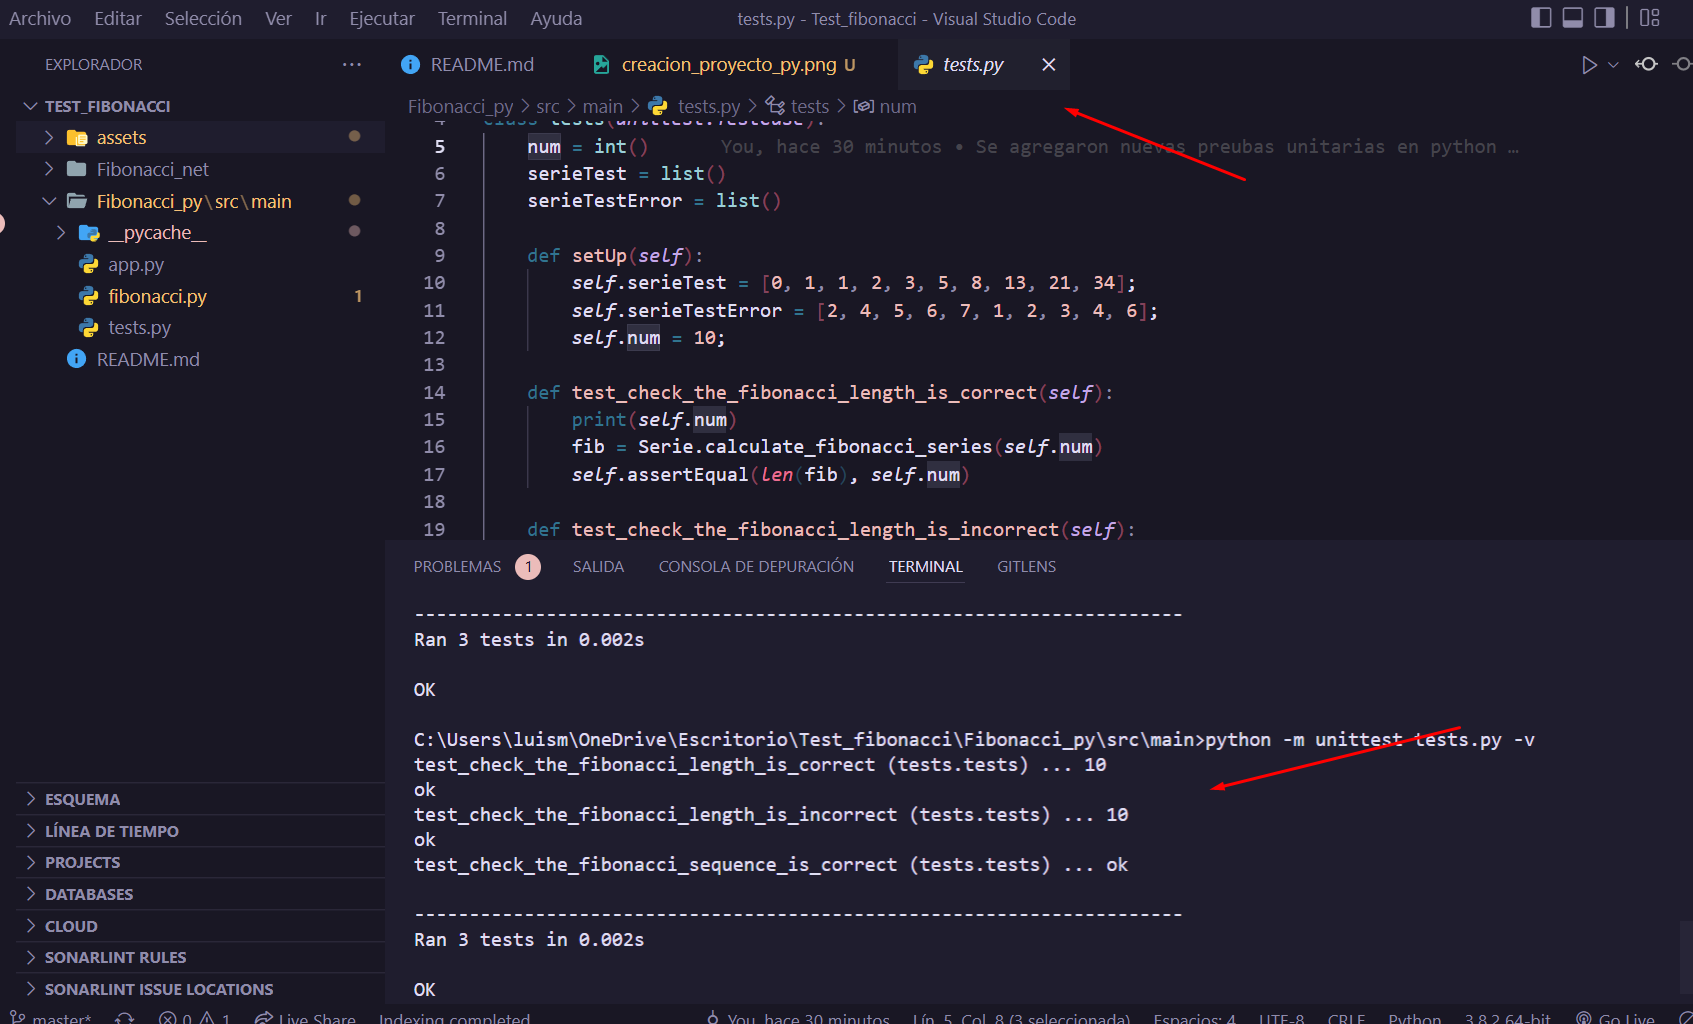 Archivo Editar Selección Ver Ir Ejecutar Terminal Ayuda tests.py - Test_fibonacci - Visual Studio Code
EXPLORADOR ···
TEST_FIBONACCI
assets
Fibonacci_net
Fibonacci_py\src\main
__pycache__
app.py
fibonacci.py 1
tests.py
README.md
ESQUEMA
LÍNEA DE TIEMPO
PROJECTS
DATABASES
CLOUD
SONARLINT RULES
SONARLINT ISSUE LOCATIONS
README.md creacion_proyecto_py.png U tests.py
Fibonacci_py > src > main > tests.py > tests > num
4 class tests(unittest.TestCase):
5 num = int() You, hace 30 minutos • Se agregaron nuevas preubas unitarias en python …
6 serieTest = list()
7 serieTestError = list()
8
9 def setUp(self):
10 self.serieTest = [0, 1, 1, 2, 3, 5, 8, 13, 21, 34];
11 self.serieTestError = [2, 4, 5, 6, 7, 1, 2, 3, 4, 6];
12 self.num = 10;
13
14 def test_check_the_fibonacci_length_is_correct(self):
15 print(self.num)
16 fib = Serie.calculate_fibonacci_series(self.num)
17 self.assertEqual(len(fib), self.num)
18
19 def test_check_the_fibonacci_length_is_incorrect(self):
PROBLEMAS 1 SALIDA CONSOLA DE DEPURACIÓN TERMINAL GITLENS
----------------------------------------------------------------------
Ran 3 tests in 0.002s
OK
C:\Users\luism\OneDrive\Escritorio\Test_fibonacci\Fibonacci_py\src\main>python -m unittest tests.py -v
test_check_the_fibonacci_length_is_correct (tests.tests) ... 10
ok
test_check_the_fibonacci_length_is_incorrect (tests.tests) ... 10
ok
test_check_the_fibonacci_sequence_is_correct (tests.tests) ... ok
----------------------------------------------------------------------
Ran 3 tests in 0.002s
OK
master* 0 1 Live Share Indexing completed You, hace 30 minutos Lín. 5, Col. 8 (3 seleccionada) Espacios: 4 UTF-8 CRLF Python 3.8.2 64-bit Go Live